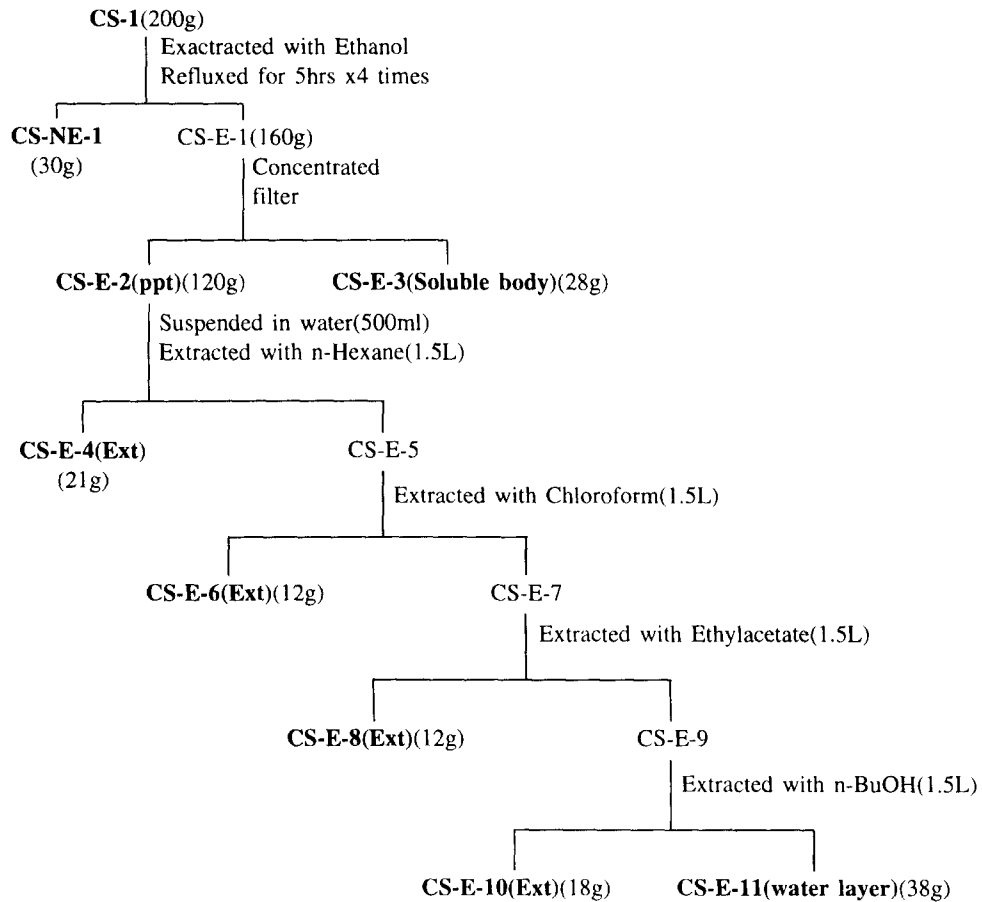 CS-1(200g)
Exactracted with Ethanol
Refluxed for 5hrs x4 times
CS-NE-1
(30g)
CS-E-1(160g)
Concentrated
filter
CS-E-2(ppt)(120g)
CS-E-3(Soluble body)(28g)
Suspended in water(500ml)
Extracted with n-Hexane(1.5L)
CS-E-4(Ext)
(21g)
CS-E-5
Extracted with Chloroform(1.5L)
CS-E-6(Ext)(12g)
CS-E-7
Extracted with Ethylacetate(1.5L)
CS-E-8(Ext)(12g)
CS-E-9
Extracted with n-BuOH(1.5L)
CS-E-10(Ext)(18g)
CS-E-11(water layer)(38g)